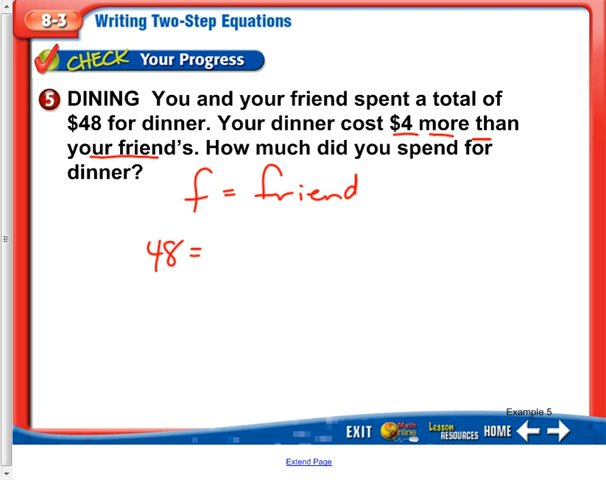 8-3 Writing Two-Step Equations
CHECK Your Progress
5 DINING You and your friend spent a total of
$48 for dinner. Your dinner cost $4 more than
your friend's. How much did you spend for
dinner?
f = friend
48 =
Example 5
EXIT Math Online Lesson RESOURCES HOME
Extend Page